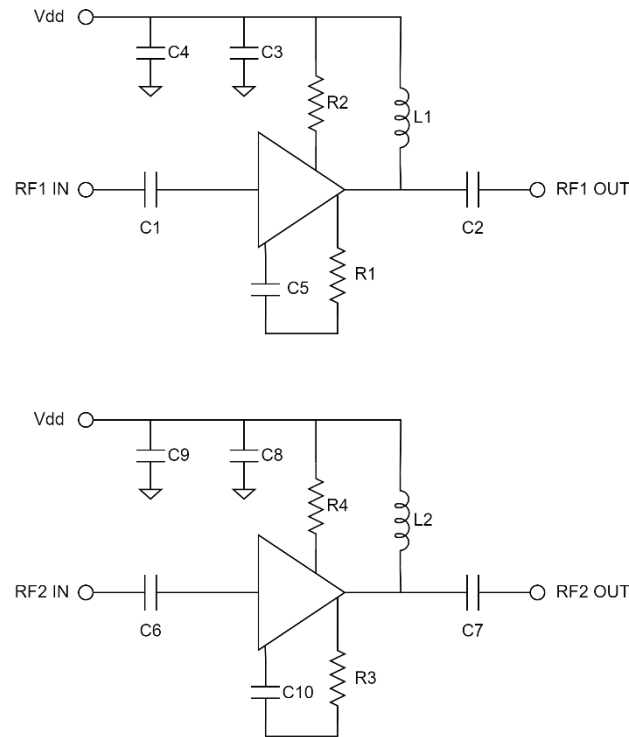 Vdd
C4
C3
R2
L1
RF1 IN
RF1 OUT
C1
C2
C5
R1
Vdd
C9
C8
R4
L2
RF2 IN
RF2 OUT
C6
C7
C10
R3